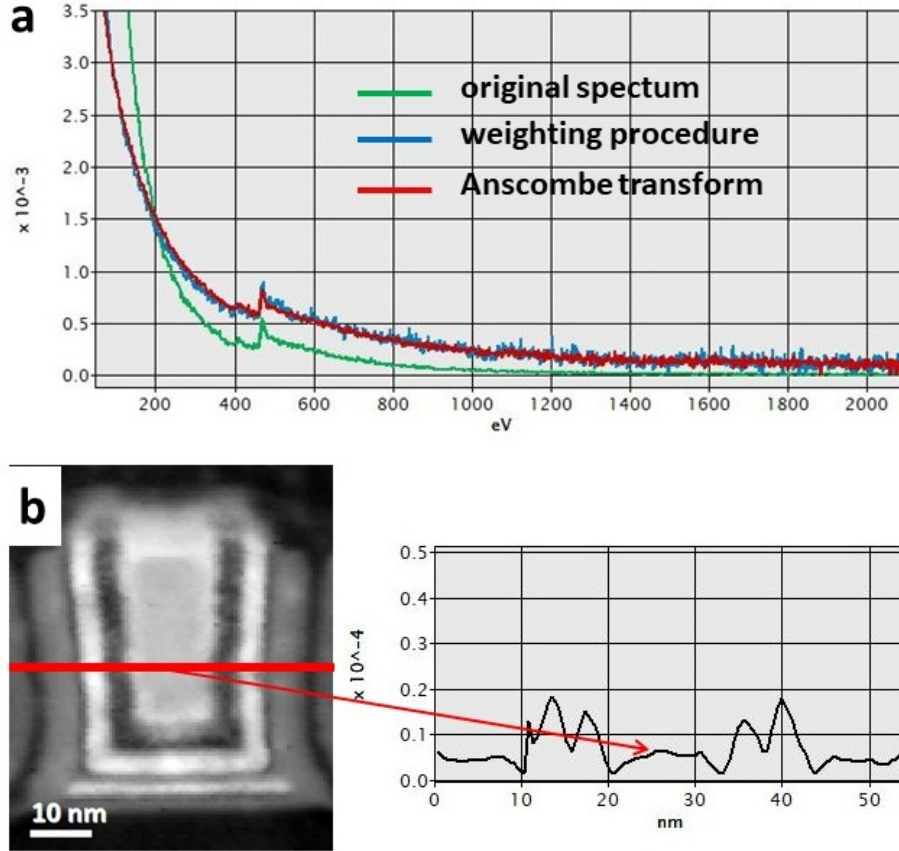 a
3.5
3.0
2.5
2.0
1.5
1.0
0.5
0.0
x 10^-3
original spectum
weighting procedure
Anscombe transform
200 400 600 800 1000 1200 1400 1600 1800 2000
eV
b
10 nm
0.5
0.4
0.3
0.2
0.1
0.0
x 10^-4
0 10 20 30 40 50
nm